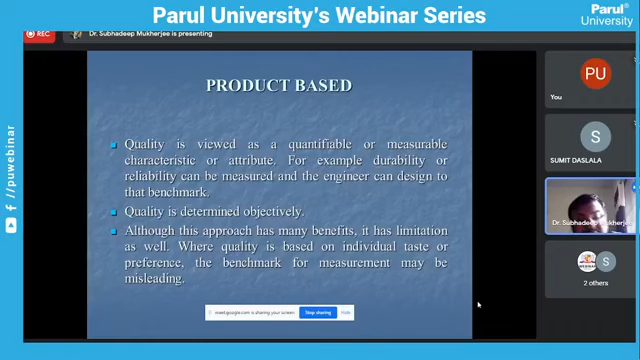 Parul University's Webinar Series
Parul®
University
REC
Dr. Subhadeep Mukherjee is presenting
PRODUCT BASED
Quality is viewed as a quantifiable or measurable
characteristic or attribute. For example durability or
reliability can be measured and the engineer can design to
that benchmark.
Quality is determined objectively.
Although this approach has many benefits, it has limitation
as well. Where quality is based on individual taste or
preference, the benchmark for measurement may be
misleading.
meet.google.com is sharing your screen.
Stop sharing
Hide
PU
You
S
SUMIT DASLALA
Dr. Subhadeep Mukherjee
S
2 others
/puwebinar